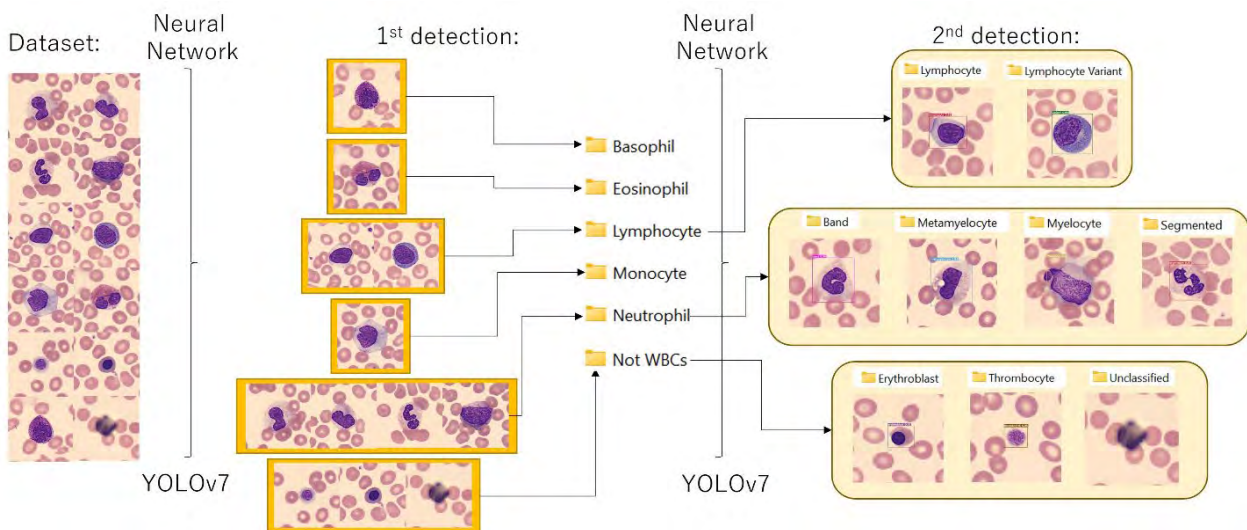 Dataset:
Neural
Network
1st detection:
Neural
Network
2nd detection:
Basophil
Eosinophil
Lymphocyte
Monocyte
Neutrophil
Not WBCs
Lymphocyte
Lymphocyte Variant
Band
Metamyelocyte
Myelocyte
Segmented
Erythroblast
Thrombocyte
Unclassified
YOLOv7
YOLOv7